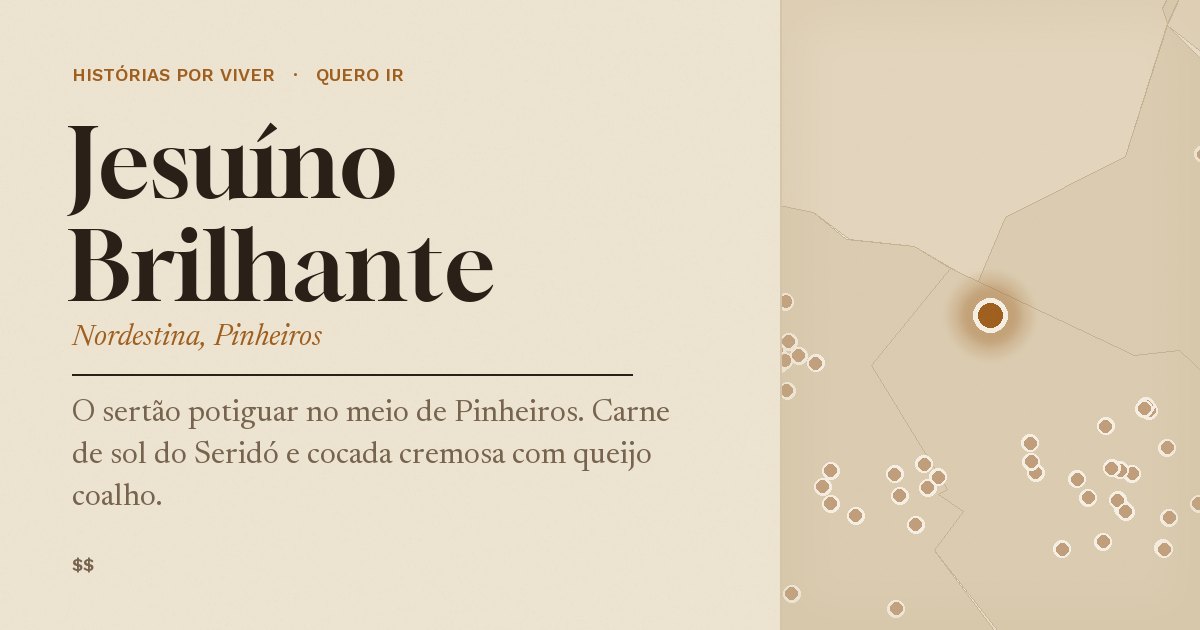 HISTÓRIAS POR VIVER · QUERO IR
Jesuíno
Brilhante
Nordestina, Pinheiros
O sertão potiguar no meio de Pinheiros. Carne
de sol do Seridó e cocada cremosa com queijo
coalho.
$$